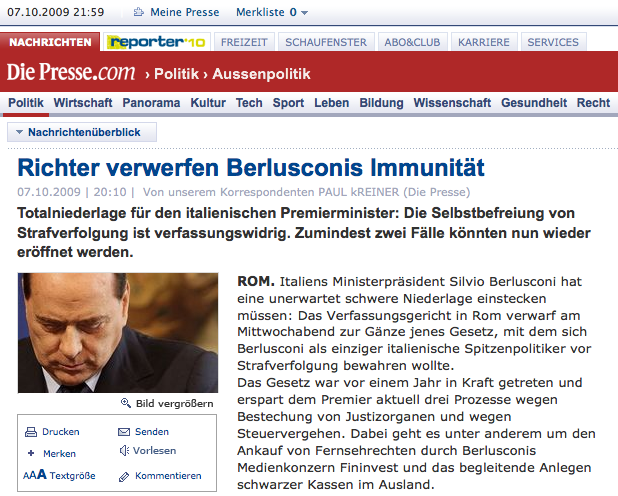 07.10.2009 21:59 Meine Presse Merkliste 0
NACHRICHTEN reporter'10 FREIZEIT SCHAUFENSTER ABO&CLUB KARRIERE SERVICES
Die Presse.com › Politik › Aussenpolitik
Politik Wirtschaft Panorama Kultur Tech Sport Leben Bildung Wissenschaft Gesundheit Recht
Nachrichtenüberblick
Richter verwerfen Berlusconis Immunität
07.10.2009 | 20:10 | Von unserem Korrespondenten PAUL kREINER (Die Presse)
Totalniederlage für den italienischen Premierminister: Die Selbstbefreiung von
Strafverfolgung ist verfassungswidrig. Zumindest zwei Fälle könnten nun wieder
eröffnet werden.
Bild vergrößern
Drucken Senden
Merken Vorlesen
AAA Textgröße Kommentieren
ROM. Italiens Ministerpräsident Silvio Berlusconi hat
eine unerwartet schwere Niederlage einstecken
müssen: Das Verfassungsgericht in Rom verwarf am
Mittwochabend zur Gänze jenes Gesetz, mit dem sich
Berlusconi als einziger italienische Spitzenpolitiker vor
Strafverfolgung bewahren wollte.
Das Gesetz war vor einem Jahr in Kraft getreten und
erspart dem Premier aktuell drei Prozesse wegen
Bestechung von Justizorganen und wegen
Steuervergehen. Dabei geht es unter anderem um den
Ankauf von Fernsehrechten durch Berlusconis
Medienkonzern Fininvest und das begleitende Anlegen
schwarzer Kassen im Ausland.